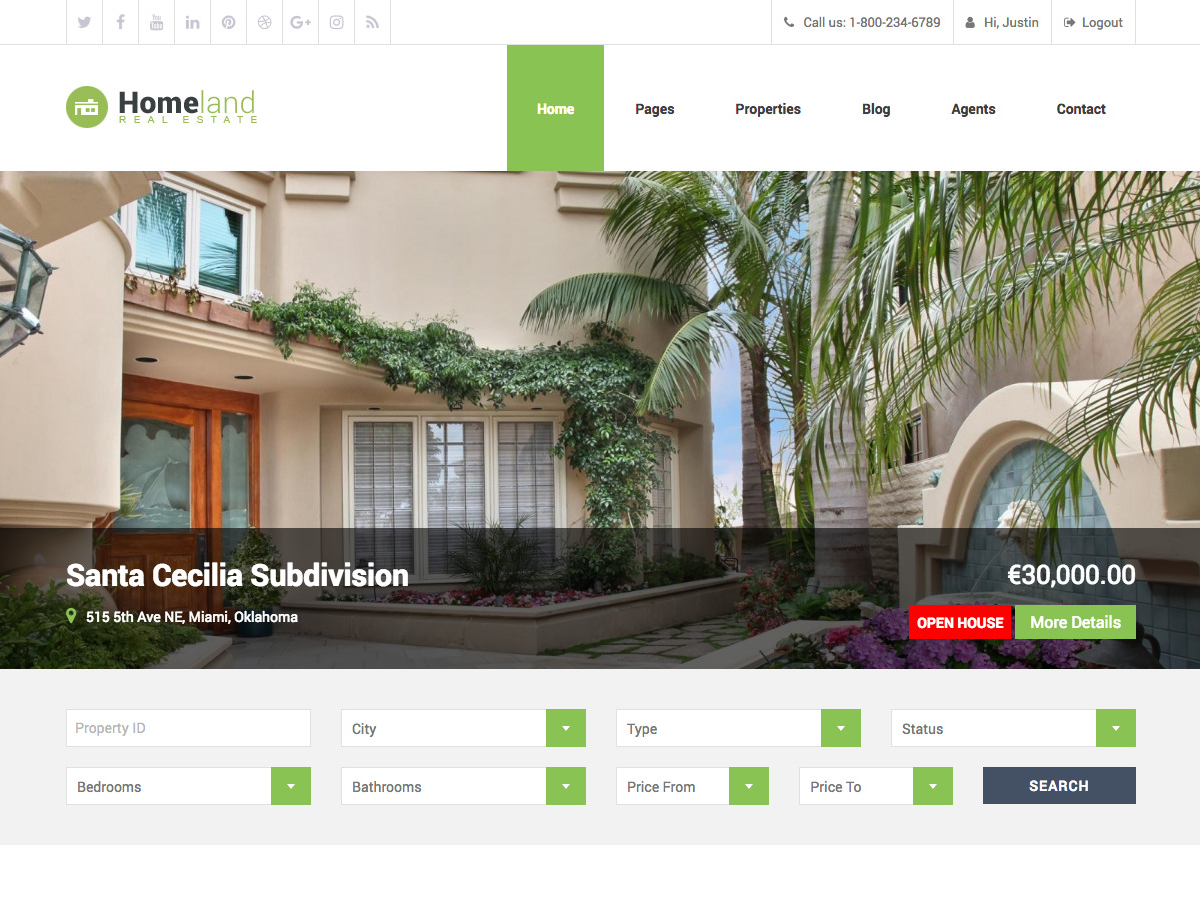 Call us: 1-800-234-6789 Hi, Justin Logout
Homeland
REAL ESTATE
Home Pages Properties Blog Agents Contact
Santa Cecilia Subdivision
€30,000.00
515 5th Ave NE, Miami, Oklahoma
OPEN HOUSE More Details
Property ID City Type Status
Bedrooms Bathrooms Price From Price To SEARCH